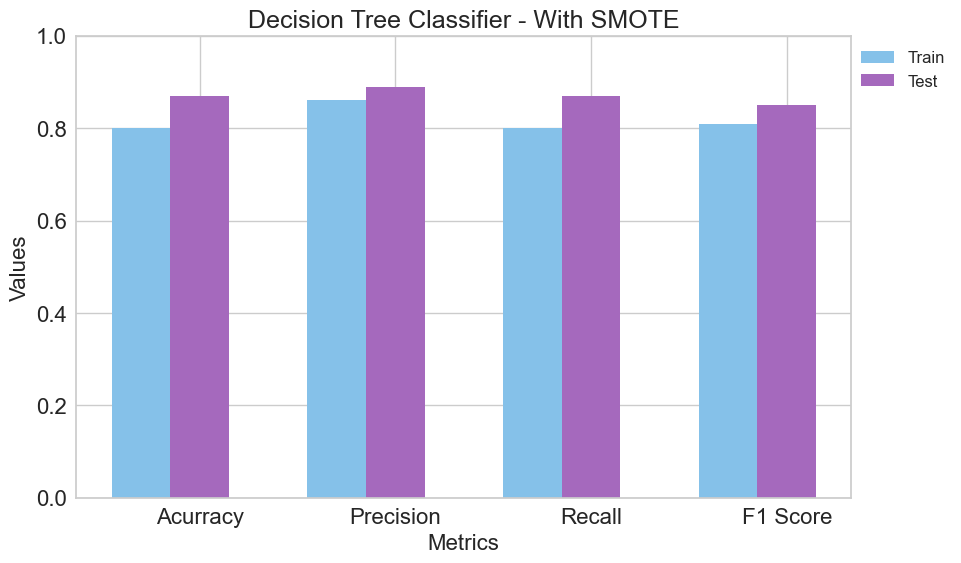 Decision Tree Classifier - With SMOTE
1.0
0.8
0.6
0.4
0.2
0.0
Values
Acurracy
Precision
Recall
F1 Score
Metrics
Train
Test